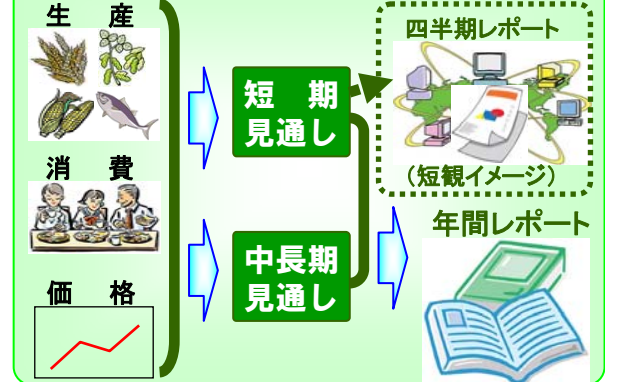 生　産
消　費
価　格
短　期
見通し
中長期
見通し
四半期レポート
（短観イメージ）
年間レポート